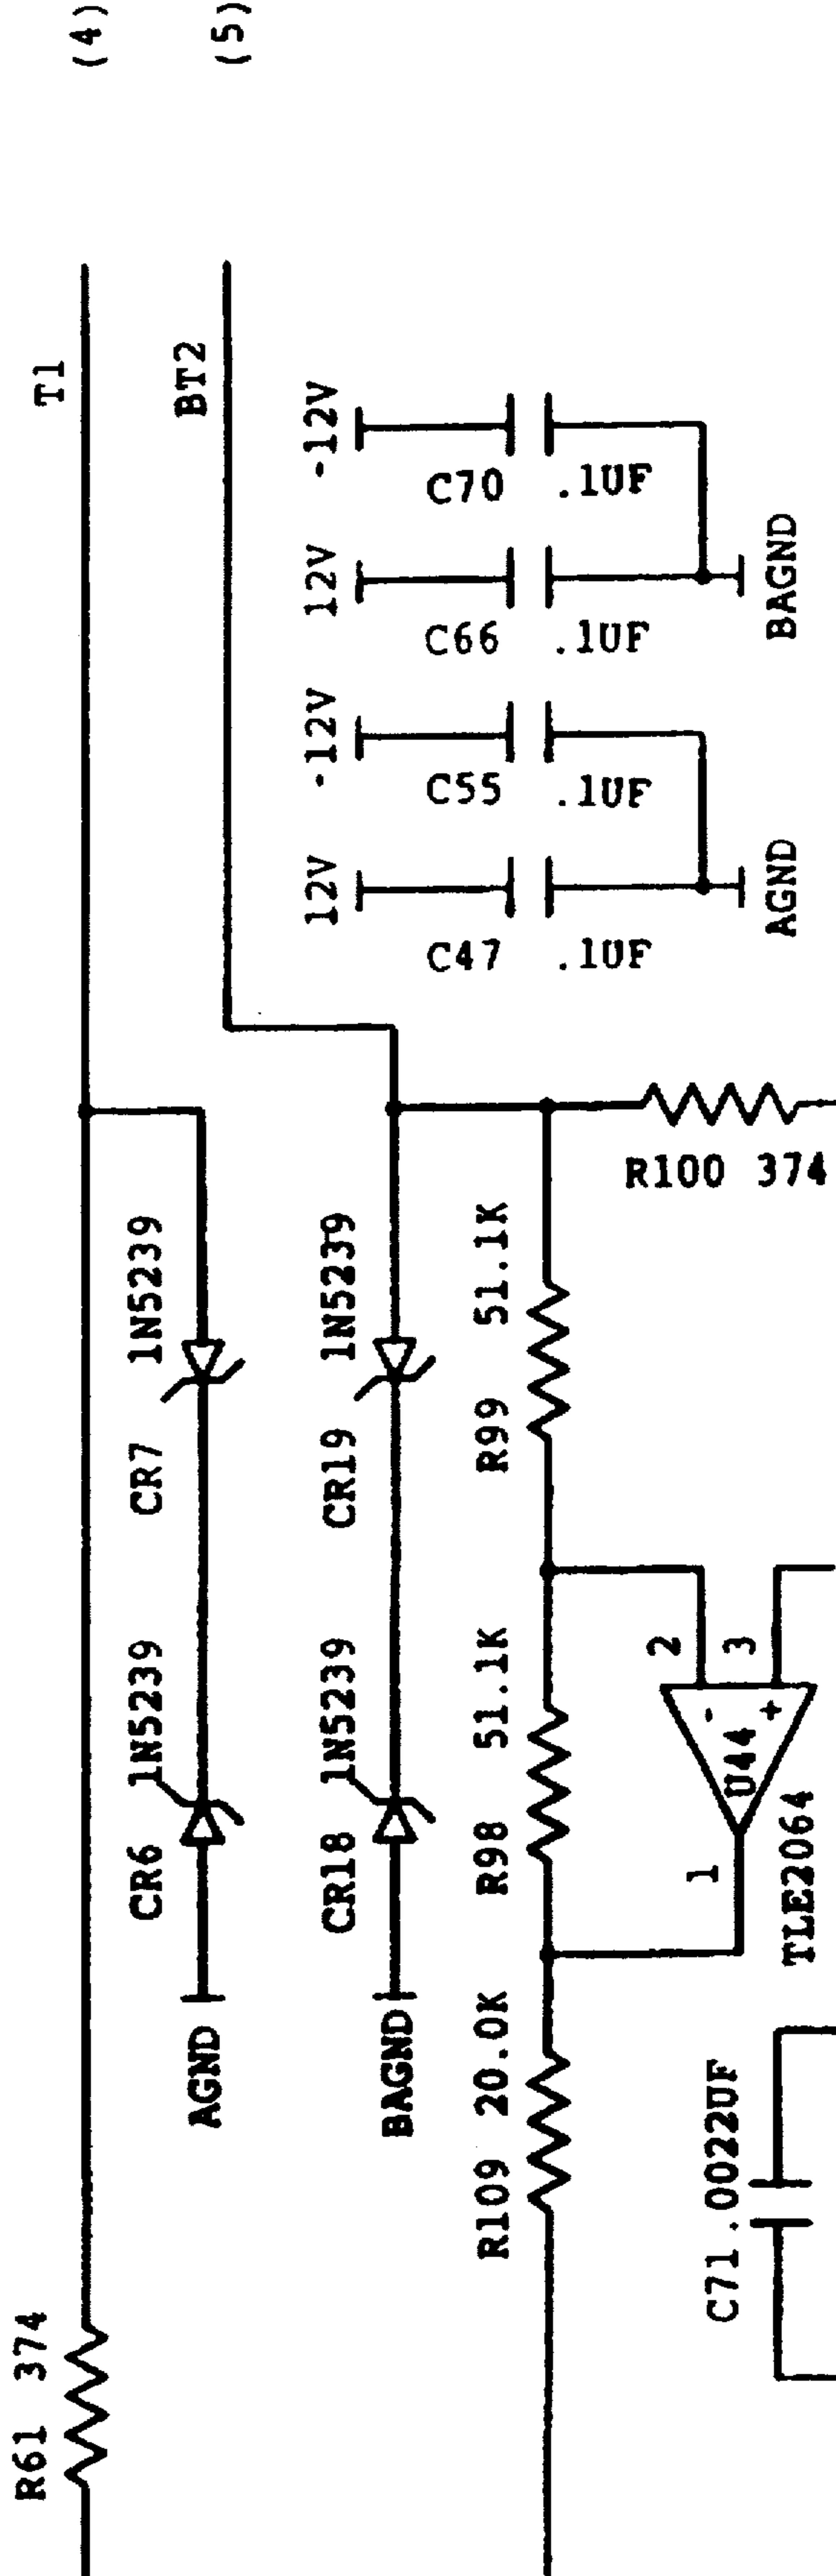 (4)
(5)
T1
BT2
R61 374
CR6 1N5239
CR7 1N5239
AGND
CR18 1N5239
CR19 1N5239
BAGND
12V
-12V
12V
-12V
C47 .1UF
C55 .1UF
C66 .1UF
C70 .1UF
AGND
BAGND
R109 20.0K
R98 51.1K
R99 51.1K
R100 374
2
3
1
-
+
U44
TLE2064
C71 .0022UF